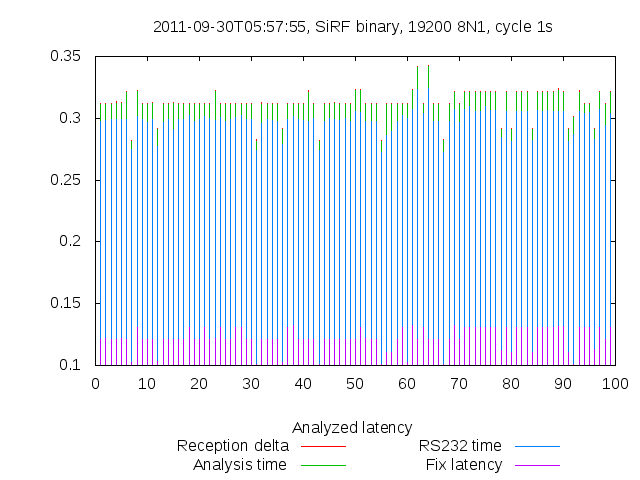 2011-09-30T05:57:55, SiRF binary, 19200 8N1, cycle 1s
0.35
0.3
0.25
0.2
0.15
0.1
0 10 20 30 40 50 60 70 80 90 100
Analyzed latency
Reception delta RS232 time
Analysis time Fix latency